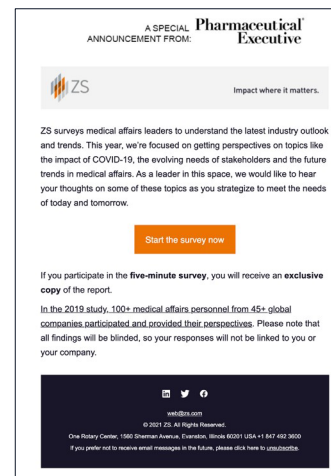 A SPECIAL
ANNOUNCEMENT FROM:
Pharmaceutical
Executive
ZS
Impact where it matters.
ZS surveys medical affairs leaders to understand the latest industry outlook
and trends. This year, we're focused on getting perspectives on topics like
the impact of COVID-19, the evolving needs of stakeholders and the future
trends in medical affairs. As a leader in this space, we would like to hear
your thoughts on some of these topics as you strategize to meet the needs
of today and tomorrow.
Start the survey now
If you participate in the five-minute survey, you will receive an exclusive
copy of the report.
In the 2019 study, 100+ medical affairs personnel from 45+ global
companies participated and provided their perspectives. Please note that
all findings will be blinded, so your responses will not be linked to you or
your company.
web@zs.com
© 2021 ZS. All Rights Reserved.
One Rotary Center, 1560 Sherman Avenue, Evanston, Illinois 60201 USA +1 847 492 3600
If you prefer not to receive email messages in the future, please click here to unsubscribe.